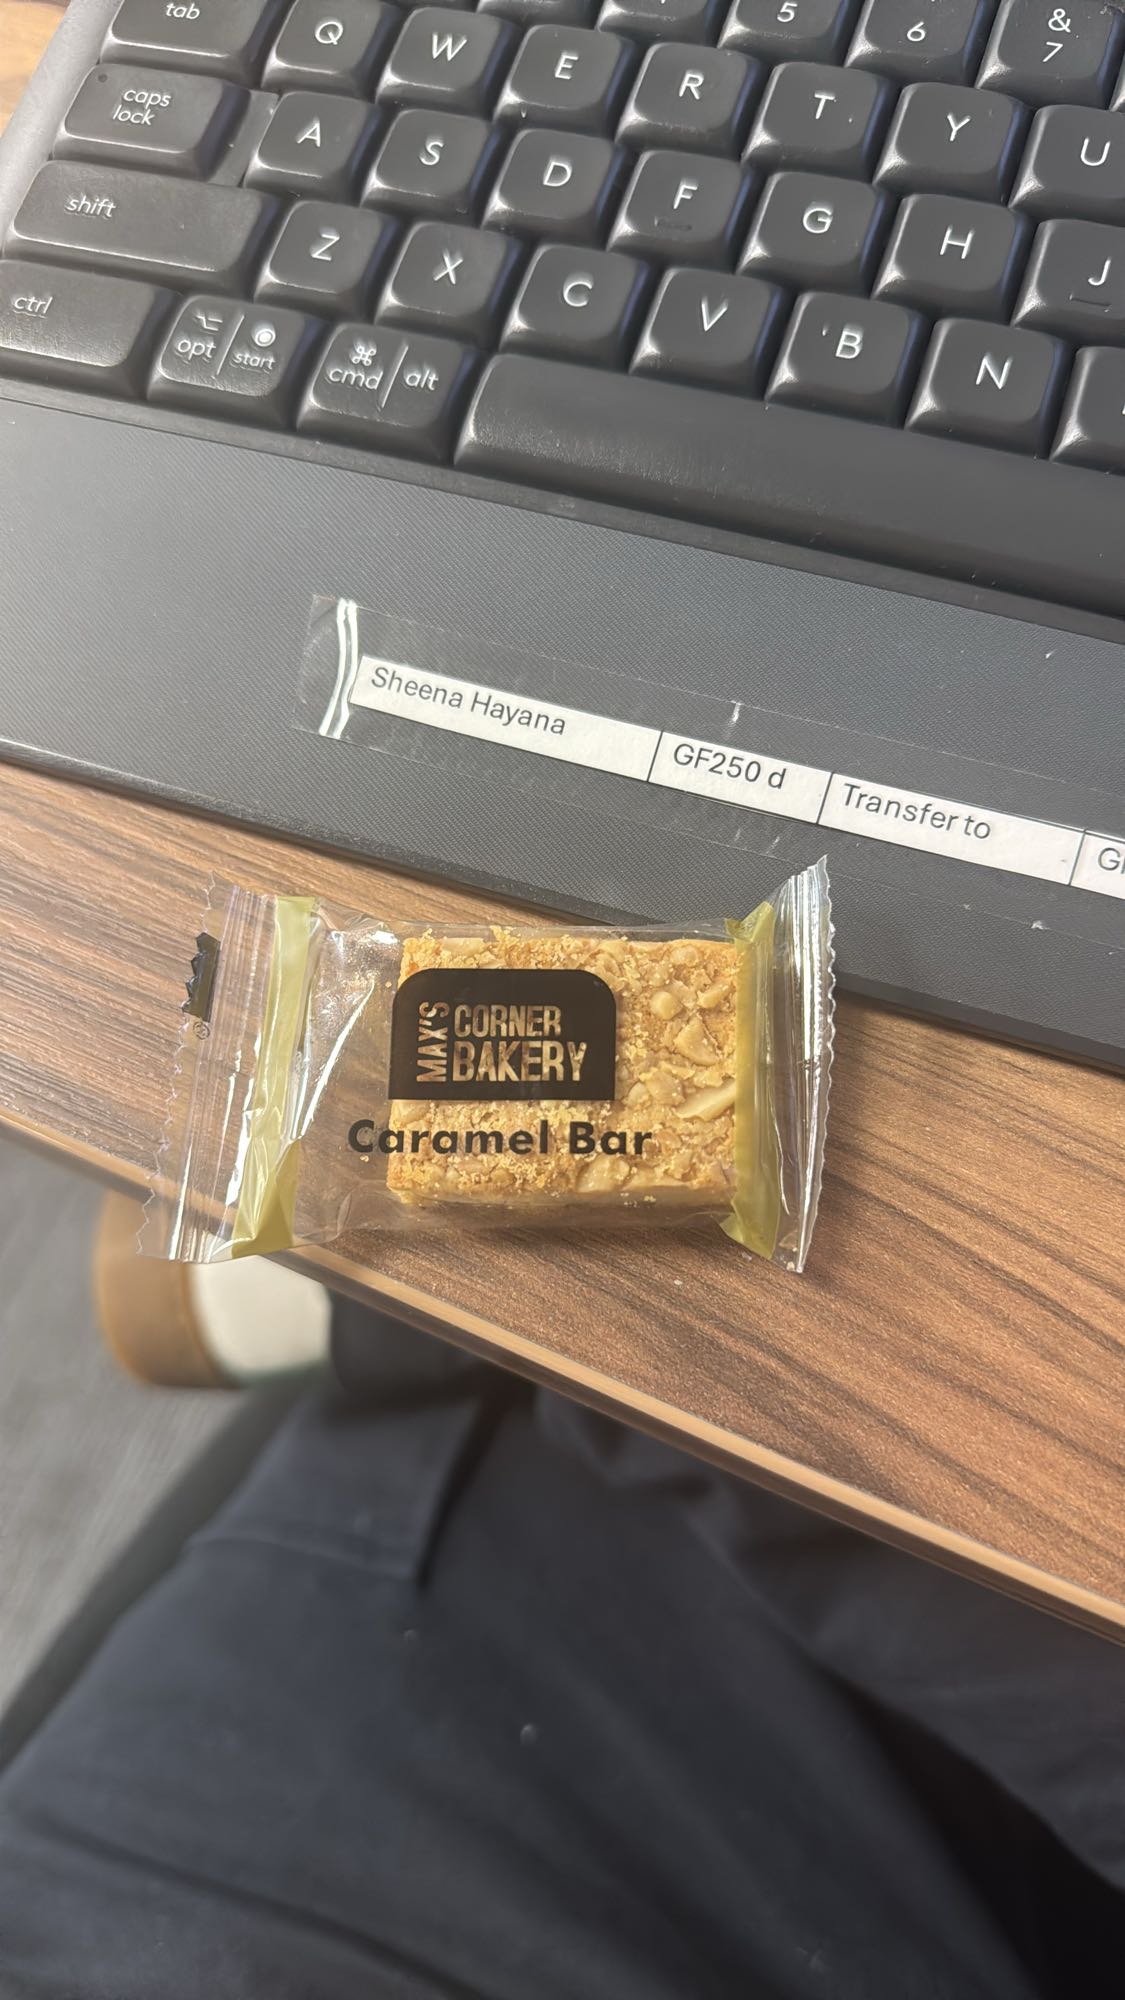 tab Q W E R 5 T 6 Y & 7 U
caps lock A S D F G H J
shift Z X C V B N
ctrl opt start cmd alt
Sheena Hayana GF250 d Transfer to
MAX'S CORNER BAKERY
Caramel Bar